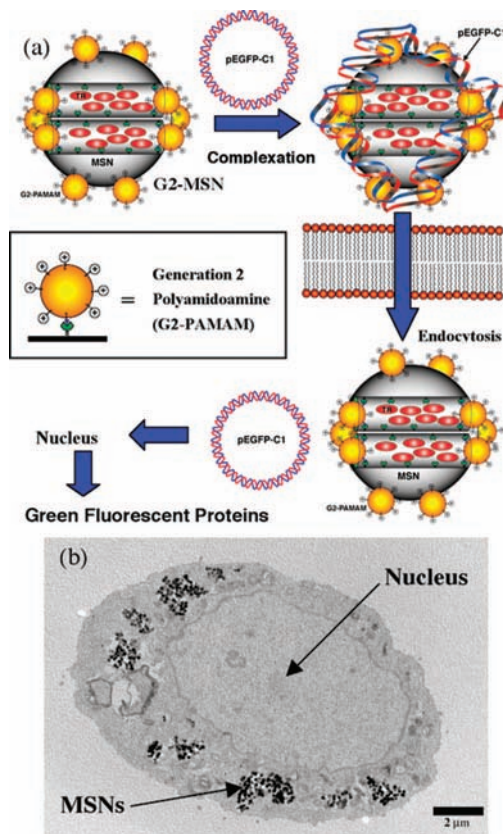 (a)
pEGFP-C1
pEGFP-C1
TR
MSN
G2-PAMAM
G2-MSN
Complexation
Generation 2
=
Polyamidoamine
(G2-PAMAM)
Endocytosis
TR
MSN
G2-PAMAM
pEGFP-C1
Nucleus
Green Fluorescent Proteins
(b)
Nucleus
MSNs
2 μm